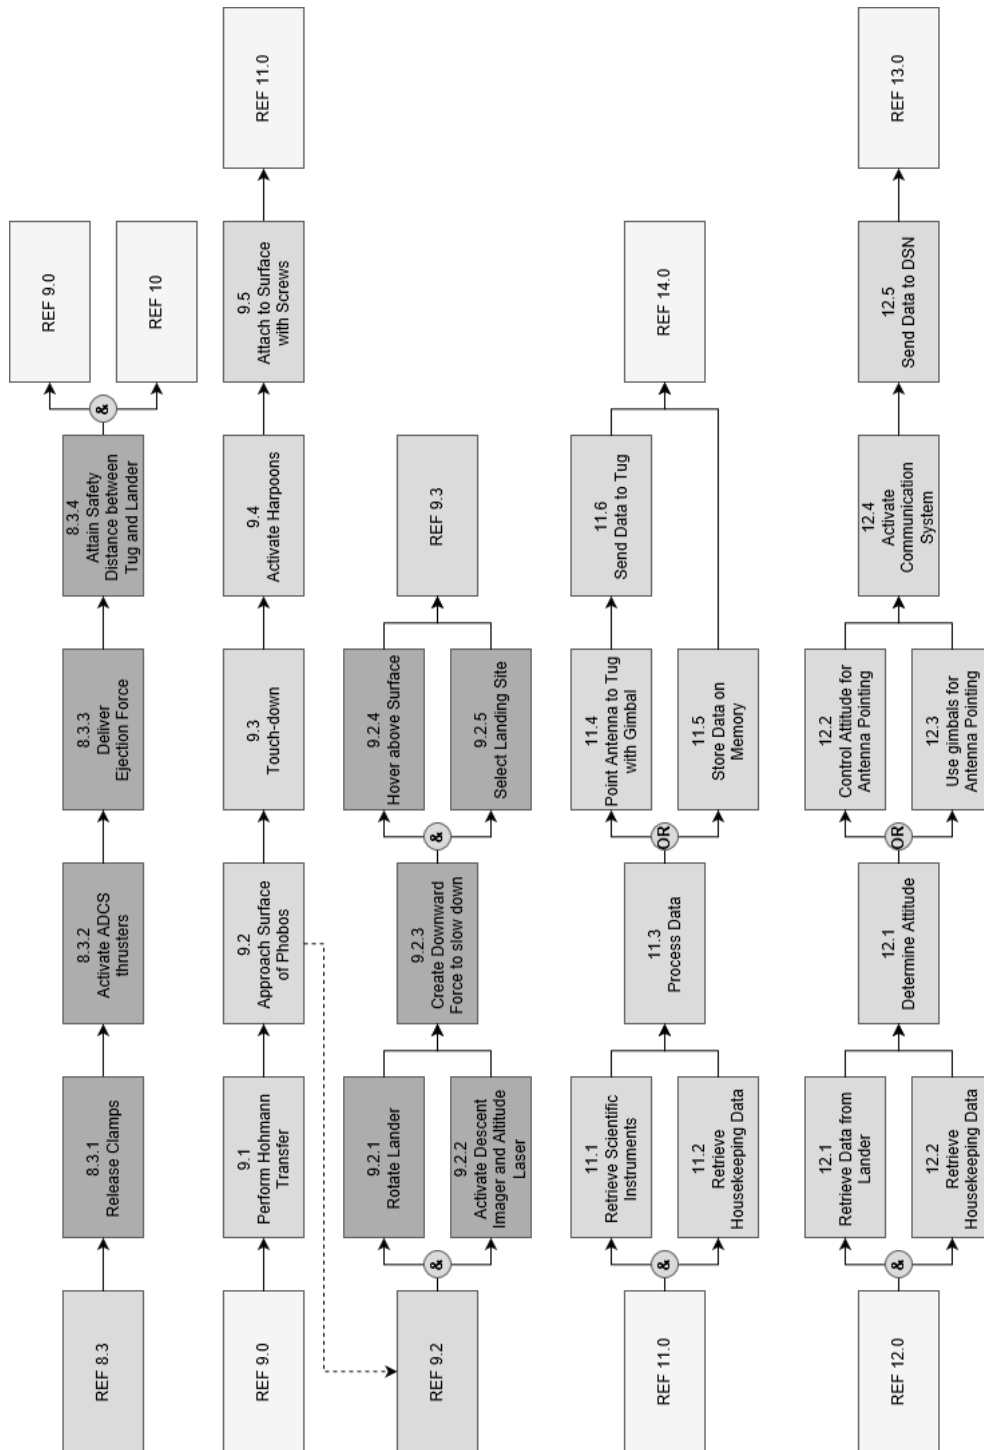 REF 8.3
8.3.1
Release Clamps
8.3.2
Activate ADCS
thrusters
8.3.3
Deliver
Ejection Force
8.3.4
Attain Safety
Distance between
Tug and Lander
&
REF 9.0
REF 10
REF 9.0
9.1
Perform Hohmann
Transfer
9.2
Approach Surface
of Phobos
9.3
Touch-down
9.4
Activate Harpoons
9.5
Attach to Surface
with Screws
REF 11.0
REF 9.2
&
9.2.1
Rotate Lander
9.2.2
Activate Descent
Imager and Altitude
Laser
9.2.3
Create Downward
Force to slow down
&
9.2.4
Hover above Surface
9.2.5
Select Landing Site
REF 9.3
REF 11.0
&
11.1
Retrieve Scientific
Instruments
11.2
Retrieve
Housekeeping Data
11.3
Process Data
OR
11.4
Point Antenna to Tug
with Gimbal
11.5
Store Data on
Memory
11.6
Send Data to Tug
REF 14.0
REF 12.0
&
12.1
Retrieve Data from
Lander
12.2
Retrieve
Housekeeping Data
12.1
Determine Attitude
OR
12.2
Control Attitude for
Antenna Pointing
12.3
Use gimbals for
Antenna Pointing
12.4
Activate
Communication
System
12.5
Send Data to DSN
REF 13.0